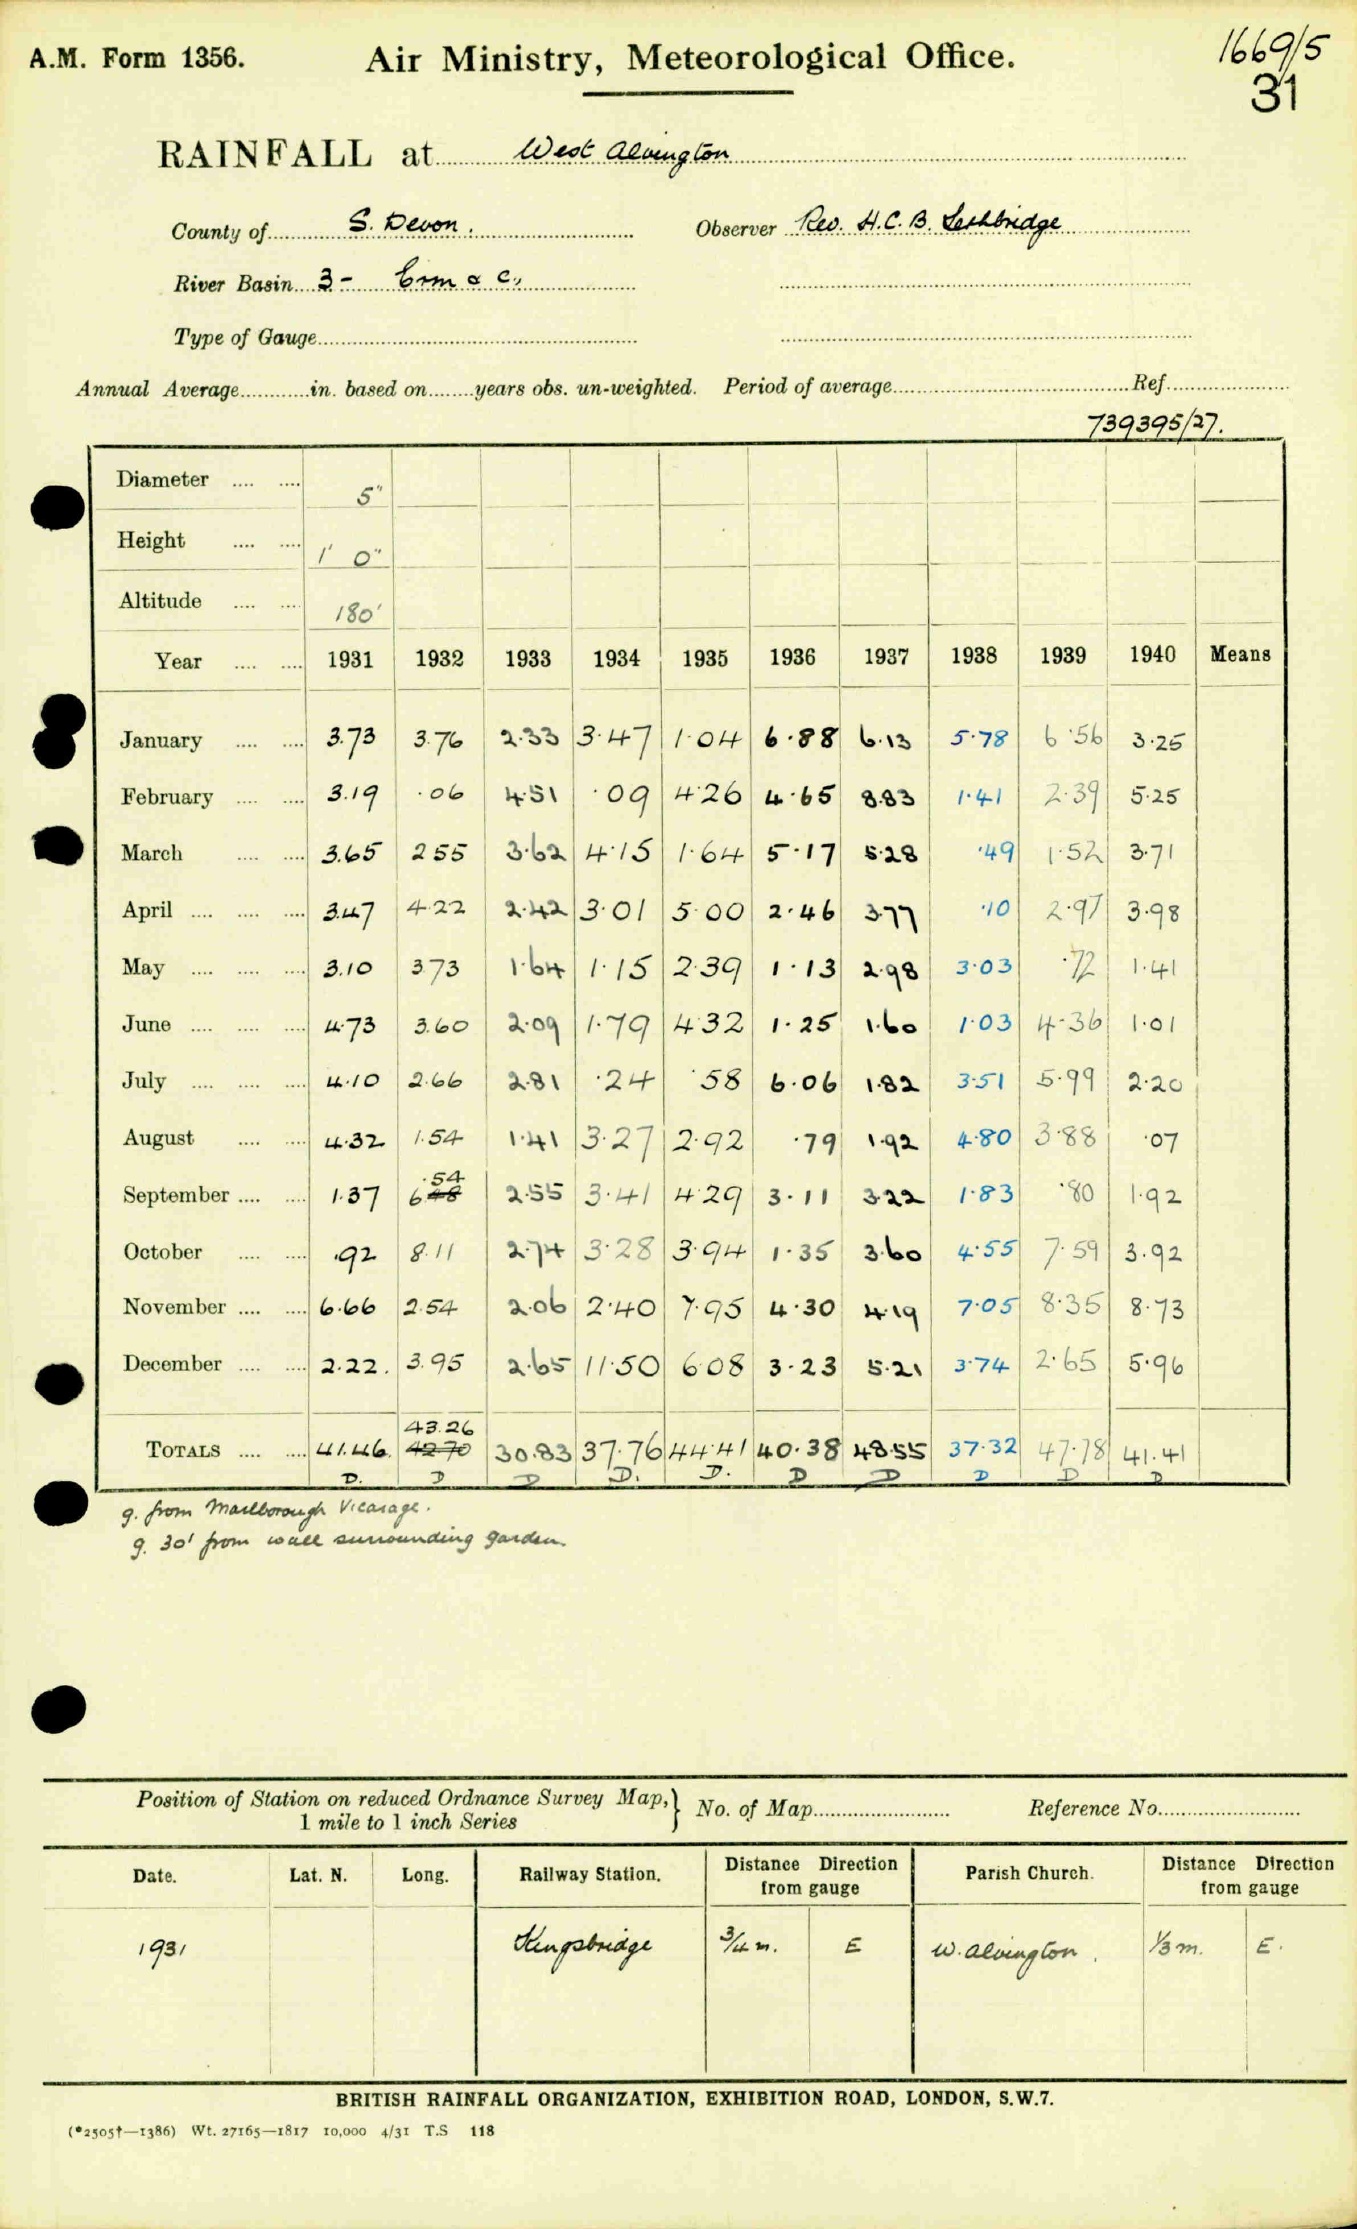 A.M. Form 1356.
Air Ministry, Meteorological Office.
1669/5
31
RAINFALL at West Alvington
County of S. Devon. Observer Rev. H.C.B. Lethbridge
River Basin 3- Erm & c.,
Type of Gauge
Annual Average in. based on years obs. un-weighted. Period of average Ref.
739395/27.
Diameter 5"
Height 1' 0"
Altitude 180'
Year 1931 1932 1933 1934 1935 1936 1937 1938 1939 1940 Means
January 3.73 3.76 2.33 3.47 1.04 6.88 6.13 5.78 6.56 3.25
February 3.19 .06 4.51 .09 4.26 4.65 8.83 1.41 2.39 5.25
March 3.65 2 55 3.62 4.15 1.64 5.17 5.28 .49 1.52 3.71
April 3.47 4.22 2.42 3.01 5.00 2.46 3.77 .10 2.97 3.98
May 3.10 3.73 1.64 1.15 2.39 1.13 2.98 3.03 .72 1.41
June 4.73 3.60 2.09 1.79 4.32 1.25 1.60 1.03 4.36 1.01
July 4.10 2.66 2.81 .24 .58 6.06 1.82 3.51 5.99 2.20
August 4.32 1.54 1.41 3.27 2.92 .79 1.92 4.80 3.88 .07
.54
September 1.37 6 48 2.55 3.41 4.29 3.11 3.22 1.83 .80 1.92
October .92 8.11 2.74 3.28 3.94 1.35 3.60 4.55 7.59 3.92
November 6.66 2.54 2.06 2.40 7.95 4.30 4.19 7.05 8.35 8.73
December 2.22. 3.95 2.65 11.50 6.08 3.23 5.21 3.74 2.65 5.96
43.26
TOTALS 41.46 42.70 30.83 37.76 44.41 40.38 48.55 37.32 47.78 41.41
D. D D D. D. D D D D D
g. from Marlborough Vicarage.
g. 30' from wall surrounding garden.
Position of Station on reduced Ordnance Survey Map,
1 mile to 1 inch Series
No. of Map Reference No.
Date. Lat. N. Long. Railway Station. Distance Direction from gauge Parish Church. Distance Direction from gauge
1931 Kingsbridge 3/4 m. E W. Alvington. 1/3 m. E.
BRITISH RAINFALL ORGANIZATION, EXHIBITION ROAD, LONDON, S.W.7.
(*2505†—1386) Wt. 27165—1817 10,000 4/31 T.S 118